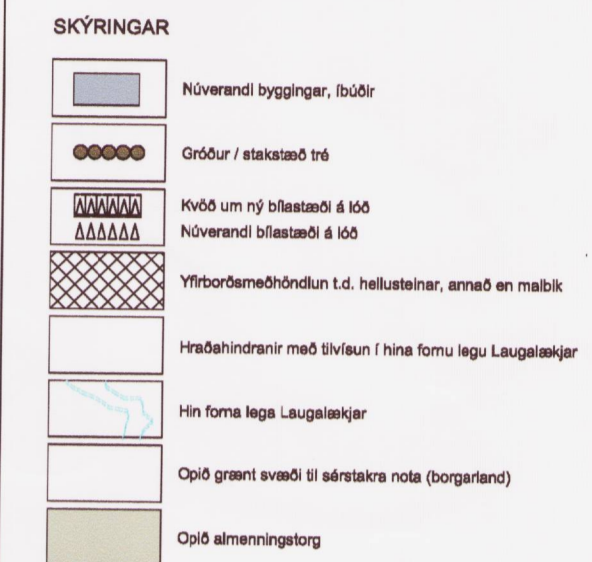 SKÝRINGAR
Núverandi byggingar, íbúðir
Gróður / stakstæð tré
Kvöð um ný bílastæði á lóð
Núverandi bílastæði á lóð
Yfirborðsmeðhöndlun t.d. hellusteinar, annað en malbik
Hraðahindranir með tilvísun í hina fornu legu Laugalækjar
Hin forna lega Laugalækjar
Opið grænt svæði til sérstakra nota (borgarland)
Opið almenningstorg